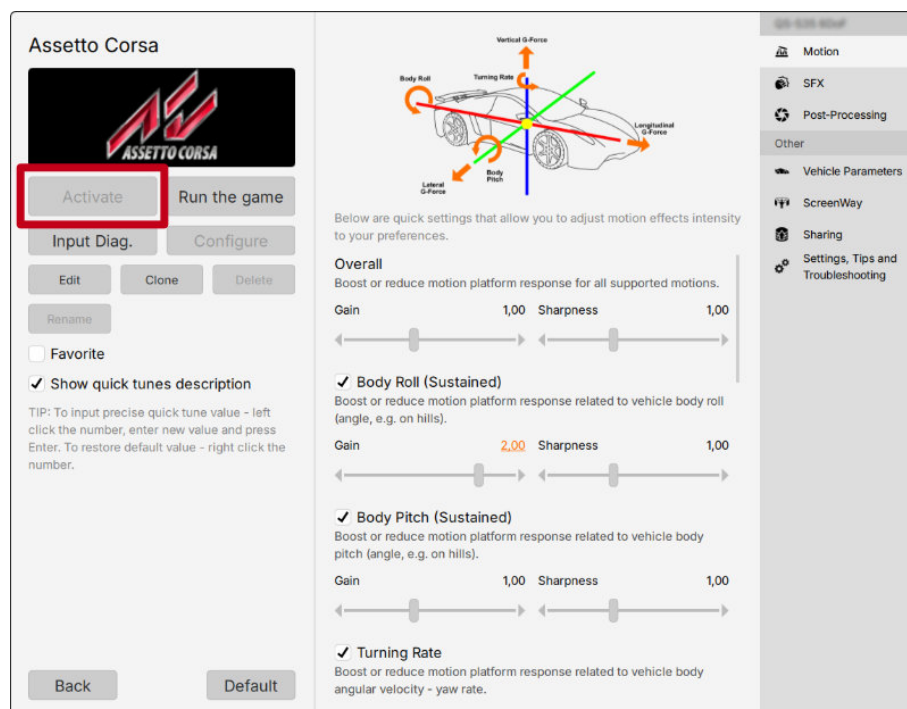 Assetto Corsa
ASSETTO CORSA
Activate
Run the game
Input Diag.
Configure
Edit
Clone
Delete
Rename
Favorite
Show quick tunes description
TIP: To input precise quick tune value - left
click the number, enter new value and press
Enter. To restore default value - right click the
number.
Back
Default
Vertical G-Force
Body Roll
Turning Rate
Longitudinal
G-Force
Body
Pitch
Lateral
G-Force
Below are quick settings that allow you to adjust motion effects intensity
to your preferences.
Overall
Boost or reduce motion platform response for all supported motions.
Gain 1,00 Sharpness 1,00
Body Roll (Sustained)
Boost or reduce motion platform response related to vehicle body roll
(angle, e.g. on hills).
Gain 2,00 Sharpness 1,00
Body Pitch (Sustained)
Boost or reduce motion platform response related to vehicle body
pitch (angle, e.g. on hills).
Gain 1,00 Sharpness 1,00
Turning Rate
Boost or reduce motion platform response related to vehicle body
angular velocity - yaw rate.
Motion
SFX
Post-Processing
Other
Vehicle Parameters
ScreenWay
Sharing
Settings, Tips and
Troubleshooting